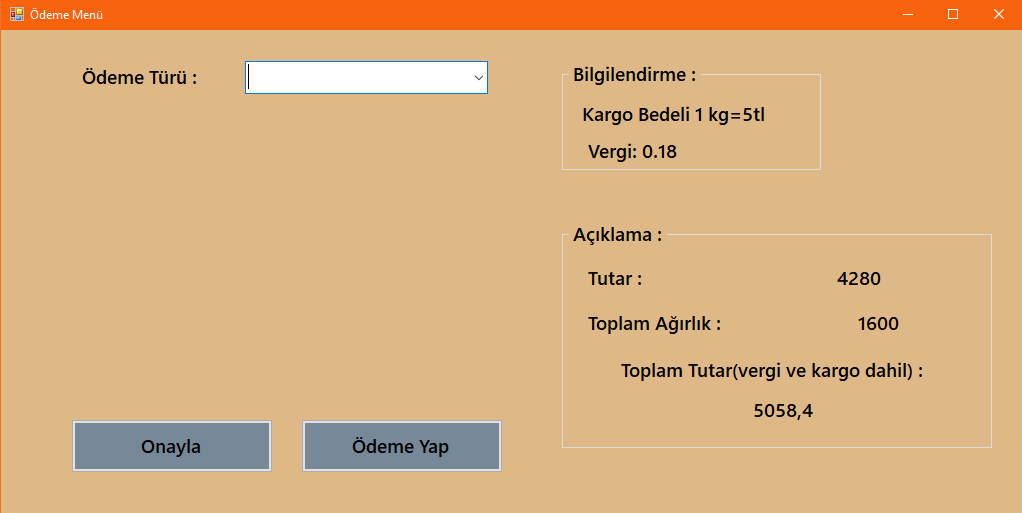 Ödeme Menü
Ödeme Türü :
Bilgilendirme :
Kargo Bedeli 1 kg=5tl
Vergi: 0.18
Açıklama :
Tutar : 4280
Toplam Ağırlık : 1600
Toplam Tutar(vergi ve kargo dahil) :
5058,4
Onayla
Ödeme Yap